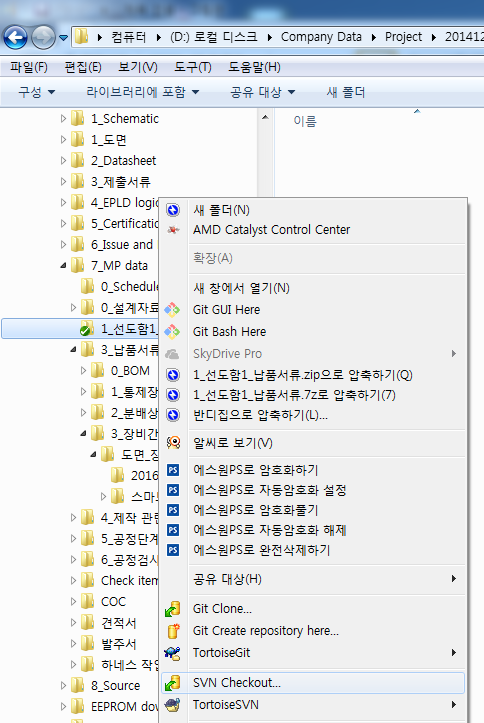 컴퓨터 ▸ (D:) 로컬 디스크 ▸ Company Data ▸ Project ▸ 201412
파일(F) 편집(E) 보기(V) 도구(T) 도움말(H)
구성 라이브러리에 포함 공유 대상 새 폴더
이름
1_Schematic
1_도면
2_Datasheet
3_제출서류
4_EPLD logic
5_Certificatio
6_Issue and
7_MP data
0_Schedule
0_설계자료
1_선도함1_
3_납품서류
0_BOM
1_통제장
2_분배상
3_장비간
도면_장
2016
스마트
4_제작 관련
5_공정단계
6_공정검사
Check item
COC
견적서
발주서
하네스 작업
8_Source
EEPROM dow
새 폴더(N)
AMD Catalyst Control Center
확장(A)
새 창에서 열기(N)
Git GUI Here
Git Bash Here
SkyDrive Pro
1_선도함1_납품서류.zip으로 압축하기(Q)
1_선도함1_납품서류.7z로 압축하기(7)
반디집으로 압축하기(L)...
알씨로 보기(V)
PS 에스원PS로 암호화하기
PS 에스원PS로 자동암호화 설정
PS 에스원PS로 암호화풀기
PS 에스원PS로 자동암호화 해제
PS 에스원PS로 완전삭제하기
공유 대상(H)
Git Clone...
Git Create repository here...
TortoiseGit
SVN Checkout...
TortoiseSVN